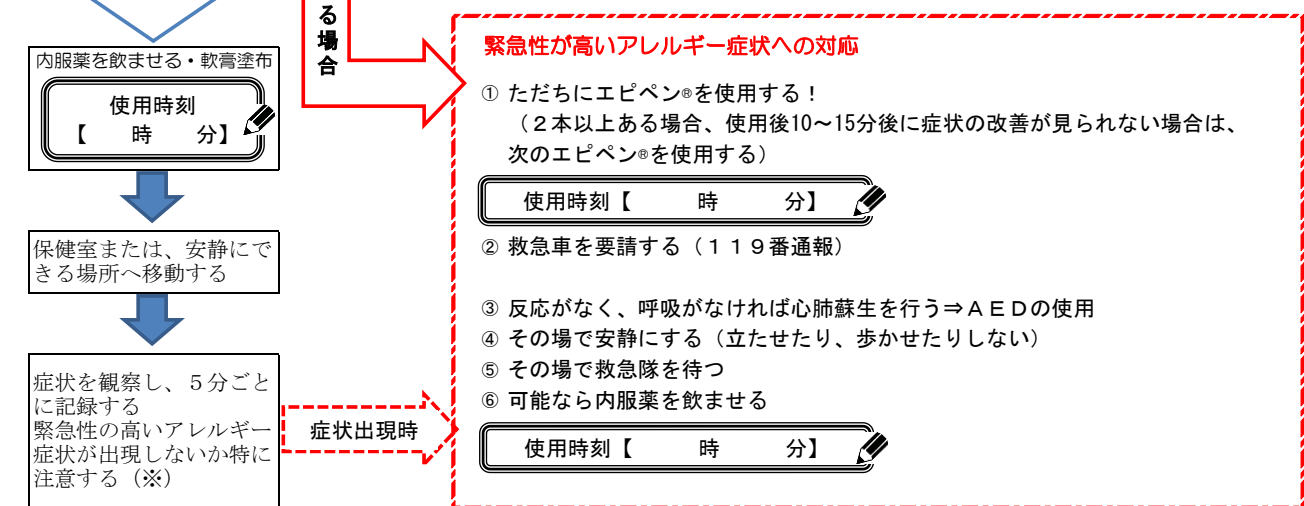 る場合
内服薬を飲ませる・軟膏塗布
使用時刻
【　　時　　分】
保健室または、安静にで
きる場所へ移動する
症状を観察し、５分ごと
に記録する
緊急性の高いアレルギー
症状が出現しないか特に
注意する（※）
症状出現時
緊急性が高いアレルギー症状への対応
① ただちにエピペン®を使用する！
（２本以上ある場合、使用後10～15分後に症状の改善が見られない場合は、
次のエピペン®を使用する）
使用時刻【　　時　　分】
② 救急車を要請する（１１９番通報）
③ 反応がなく、呼吸がなければ心肺蘇生を行う⇒ＡＥＤの使用
④ その場で安静にする（立たせたり、歩かせたりしない）
⑤ その場で救急隊を待つ
⑥ 可能なら内服薬を飲ませる
使用時刻【　　時　　分】